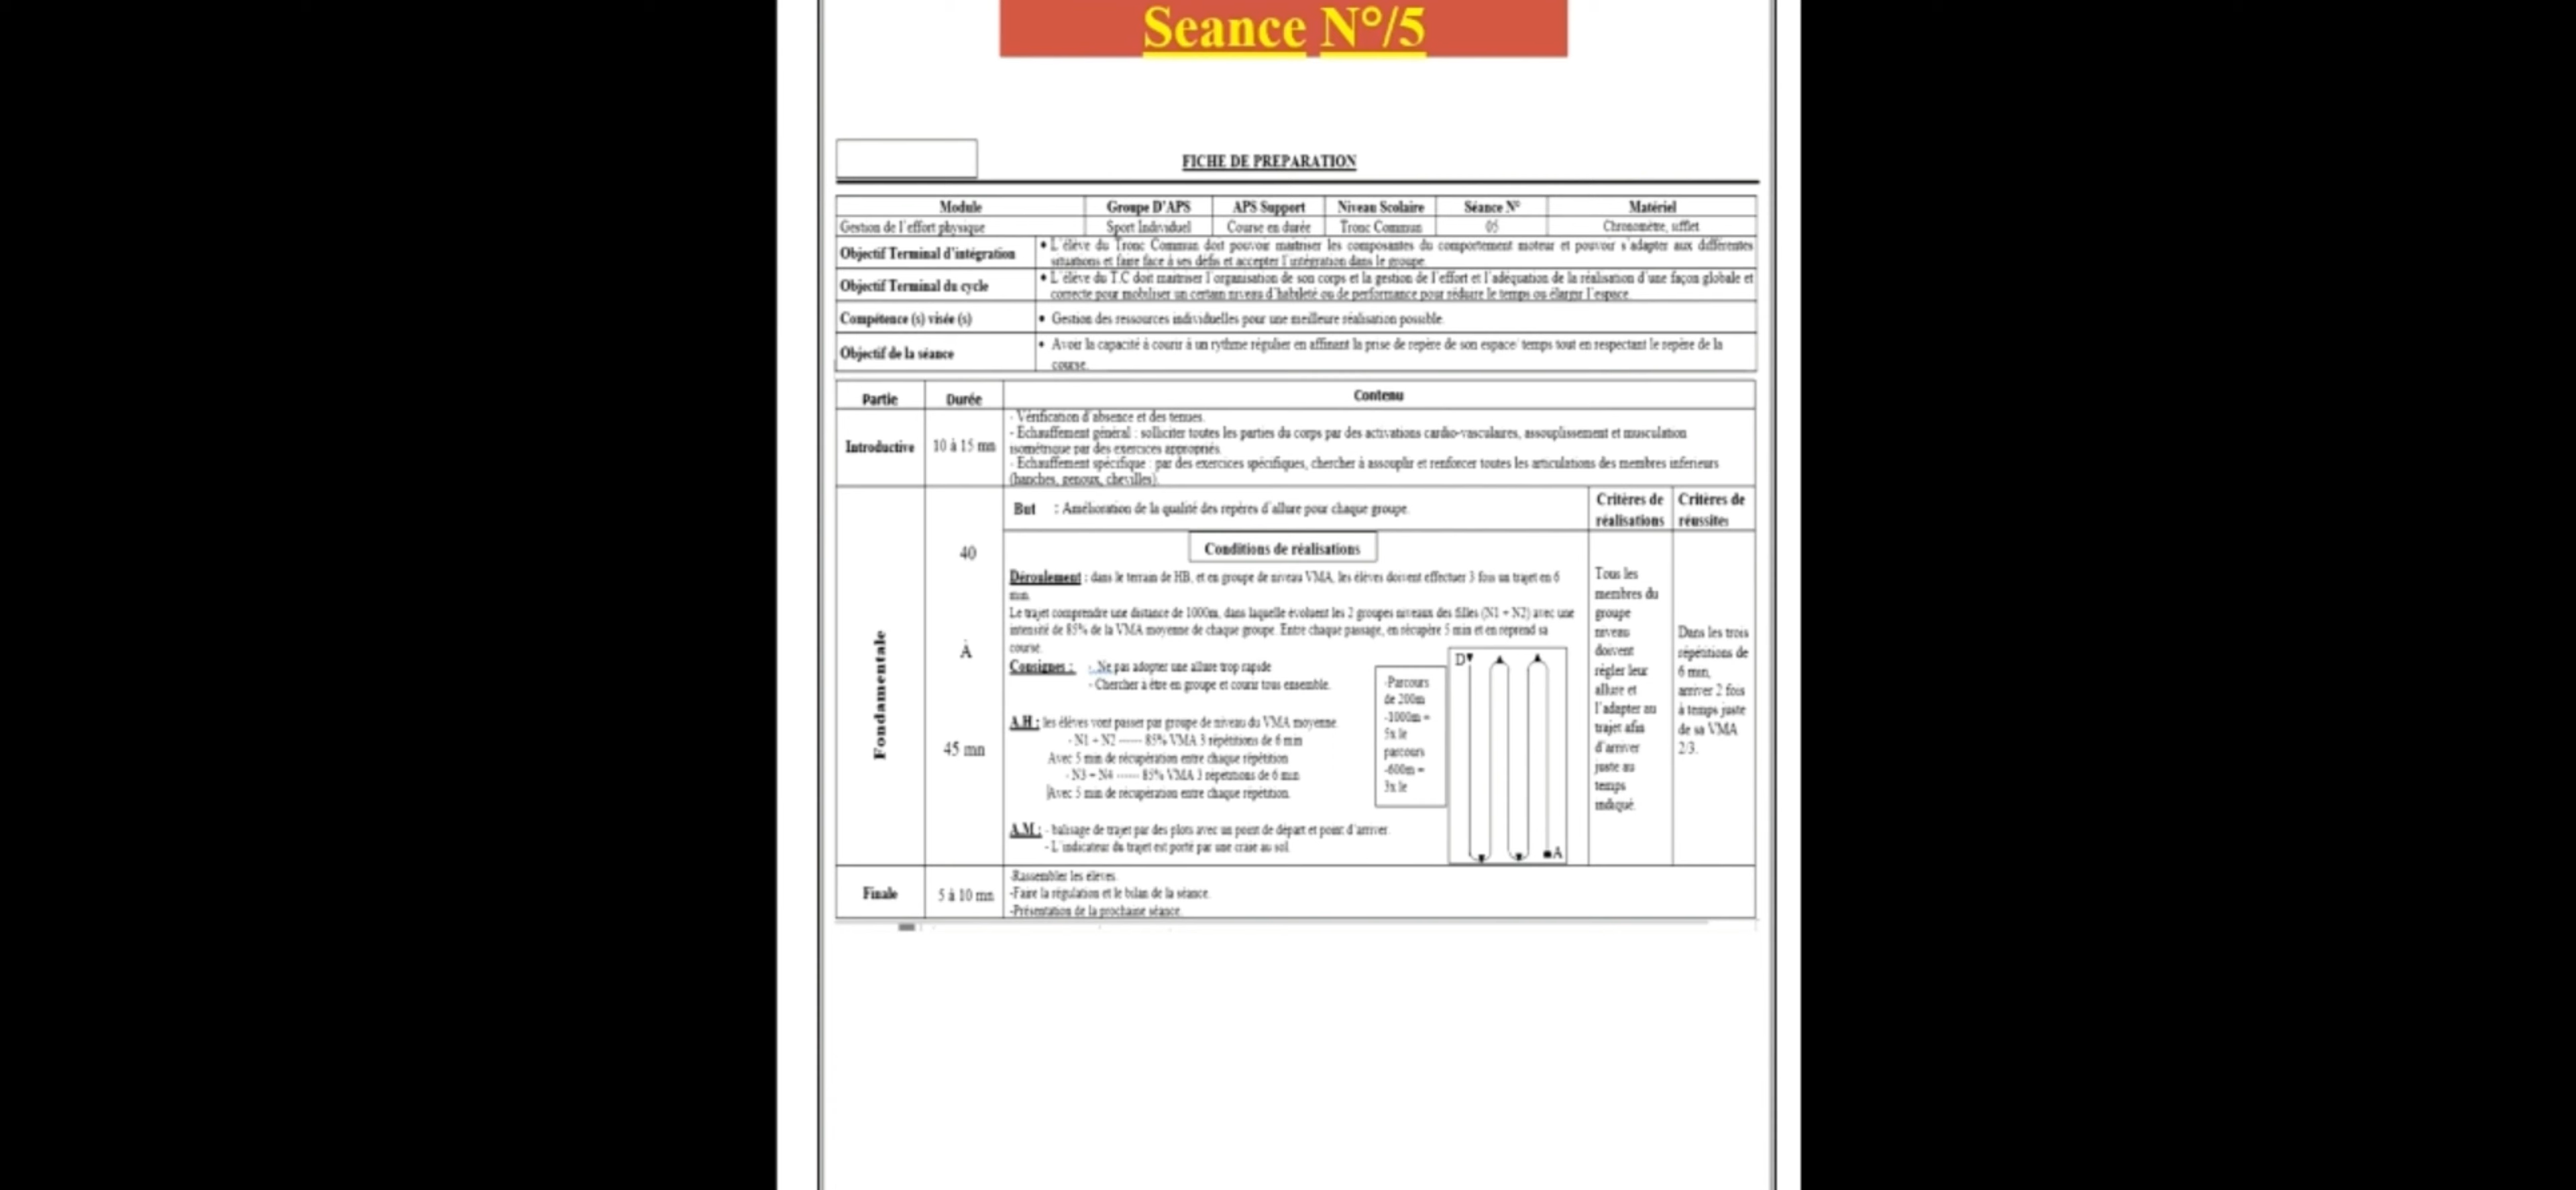 Seance N°/5
FICHE DE PREPARATION
Module Groupe D'APS APS Support Niveau Scolaire Séance N° Matériel
Gestion de l'effort physique Sport Individuel Course en durée Tronc Commun 05 Chronomètre, sifflet
Objectif Terminal d'intégration
• L'élève du Tronc Commun doit pouvoir maitriser les composantes du comportement moteur et pouvoir s'adapter aux différentes
situations et faire face à ses défis et accepter l'intégration dans le groupe.
Objectif Terminal du cycle
• L'élève du T.C doit maitriser l'organisation de son corps et la gestion de l'effort et l'adéquation de la réalisation d'une façon globale et
correcte pour mobiliser un certain niveau d'habileté ou de performance pour réduire le temps ou élargir l'espace.
Compétence (s) visée (s)
• Gestion des ressources individuelles pour une meilleure réalisation possible.
Objectif de la séance
• Avoir la capacité à courir à un rythme régulier en affinant la prise de repère de son espace/ temps tout en respectant le repère de la
course.
Partie Durée Contenu
Introductive 10 à 15 mn
- Vérification d'absence et des tenues.
- Echauffement général : solliciter toutes les parties du corps par des activations cardio-vasculaires, assouplissement et musculation
isométrique par des exercices appropriés.
- Echauffement spécifique : par des exercices spécifiques, chercher à assouplir et renforcer toutes les articulations des membres inferieurs
(hanches, genoux, chevilles).
Fondamentale
40
À
45 mn
But : Amélioration de la qualité des repères d'allure pour chaque groupe.
Conditions de réalisations
Déroulement : dans le terrain de HB, et en groupe de niveau VMA, les élèves doivent effectuer 3 fois un trajet en 6
min.
Le trajet comprendre une distance de 1000m, dans laquelle évoluent les 2 groupes niveaux des filles (N1 + N2) avec une
intensité de 85% de la VMA moyenne de chaque groupe. Entre chaque passage, en récupère 5 min et en reprend sa
course.
Consignes : - Ne pas adopter une allure trop rapide
- Chercher à être en groupe et courir tous ensemble.
A.H : les élèves vont passer par groupe de niveau du VMA moyenne.
- N1 + N2 ------ 85% VMA 3 répétitions de 6 min
Avec 5 min de récupération entre chaque répétition
- N3 + N4 ------ 85% VMA 3 répétitions de 6 min
Avec 5 min de récupération entre chaque répétition.
A.M : - balisage de trajet par des plots avec un point de départ et point d'arriver.
- L'indicateur du trajet est porté par une craie au sol
-Parcours
de 200m
-1000m =
5x le
parcours
-600m =
3x le
D
A
Critères de
réalisations
Tous les
membres du
groupe
niveau
doivent
régler leur
allure et
l'adapter au
trajet afin
d'arriver
juste au
temps
indiqué.
Critères de
réussites
Dans les trois
répétitions de
6 min,
arriver 2 fois
à temps juste
de sa VMA
2/3.
Finale 5 à 10 mn
-Rassembler les élèves.
-Faire la régulation et le bilan de la séance.
-Présentation de la prochaine séance.